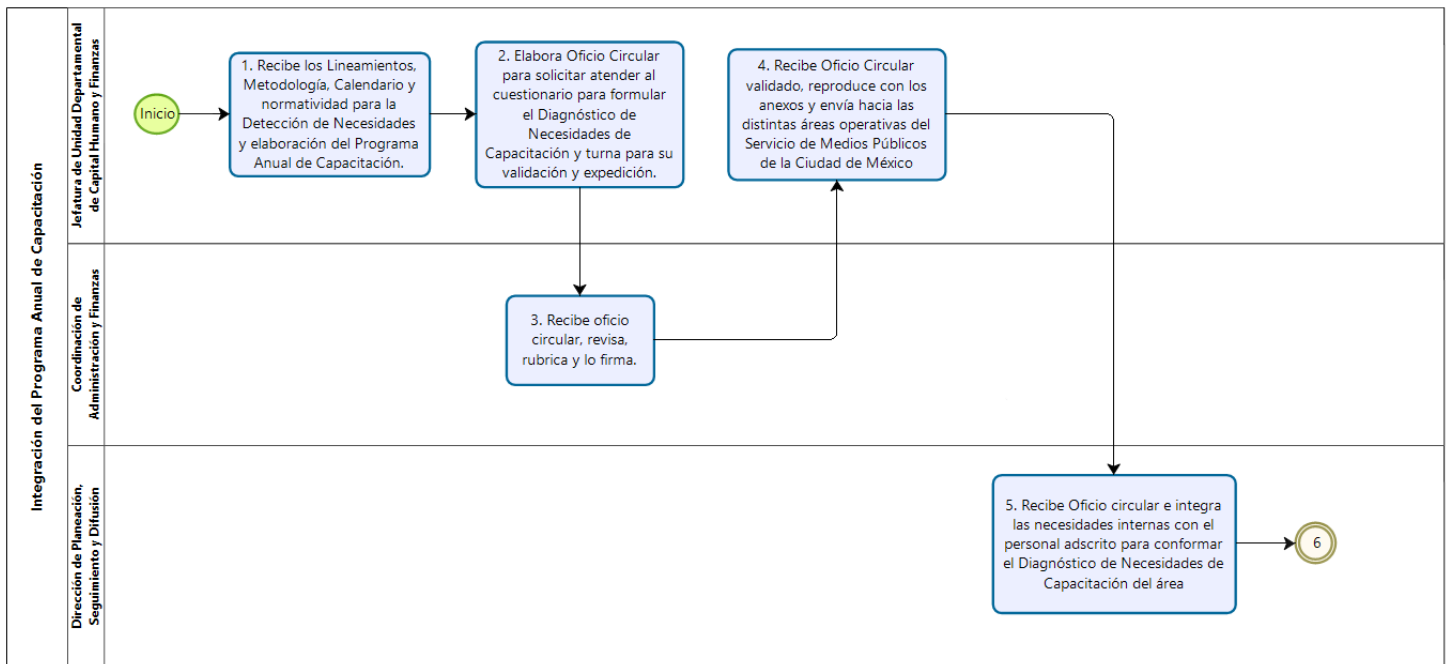 Integración del Programa Anual de Capacitación
Jefatura de Unidad Departamental
de Capital Humano y Finanzas
Inicio
1. Recibe los Lineamientos,
Metodología, Calendario y
normatividad para la
Detección de Necesidades
y elaboración del Programa
Anual de Capacitación.
2. Elabora Oficio Circular
para solicitar atender al
cuestionario para formular
el Diagnóstico de
Necesidades de
Capacitación y turna para su
validación y expedición.
4. Recibe Oficio Circular
validado, reproduce con los
anexos y envía hacia las
distintas áreas operativas del
Servicio de Medios Públicos
de la Ciudad de México
Coordinación de
Administración y Finanzas
3. Recibe oficio
circular, revisa,
rubrica y lo firma.
Dirección de Planeación,
Seguimiento y Difusión
5. Recibe Oficio circular e integra
las necesidades internas con el
personal adscrito para conformar
el Diagnóstico de Necesidades de
Capacitación del área
6